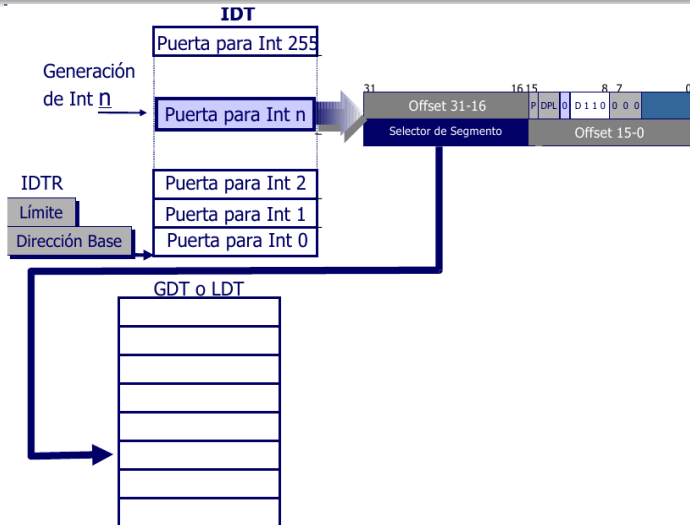 IDT
Puerta para Int 255
Generación
de Int n
Puerta para Int n
31
16 15
8 7
0
Offset 31-16
P DPL 0 D 1 1 0 0 0 0
Selector de Segmento
Offset 15-0
IDTR
Límite
Dirección Base
Puerta para Int 2
Puerta para Int 1
Puerta para Int 0
GDT o LDT